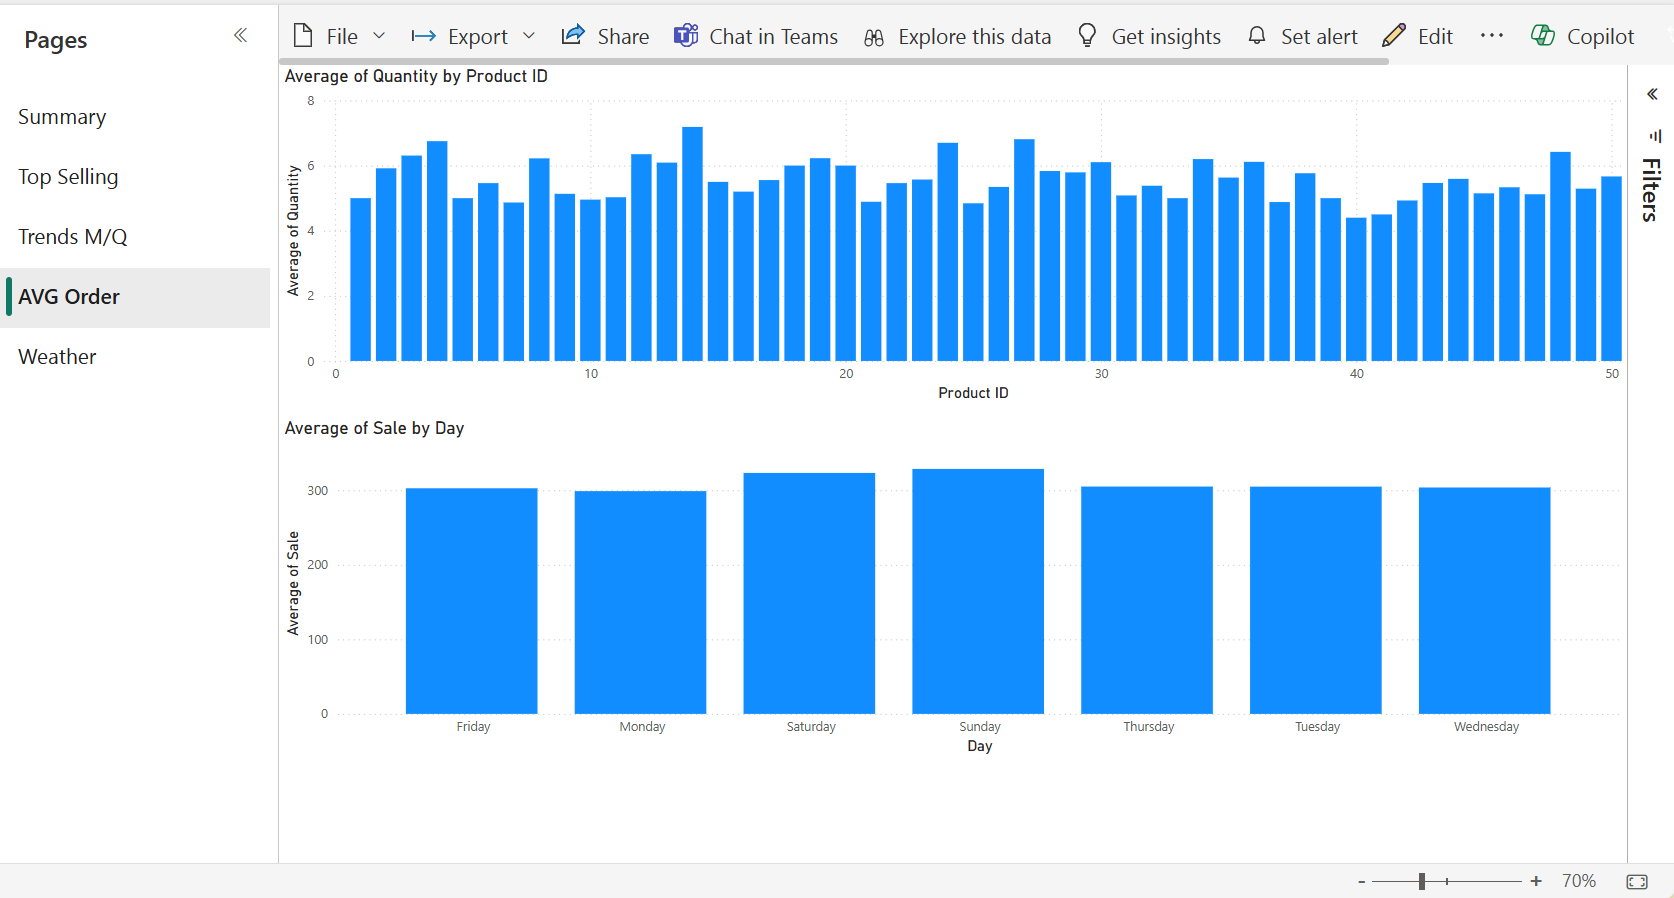 Pages
Summary
Top Selling
Trends M/Q
AVG Order
Weather
File
Export
Share
Chat in Teams
Explore this data
Get insights
Set alert
Edit
Copilot
Filters
Average of Quantity by Product ID
Average of Quantity
8
6
4
2
0
0 10 20 30 40 50
Product ID
Average of Sale by Day
Average of Sale
300
200
100
0
Friday Monday Saturday Sunday Thursday Tuesday Wednesday
Day
- + 70%